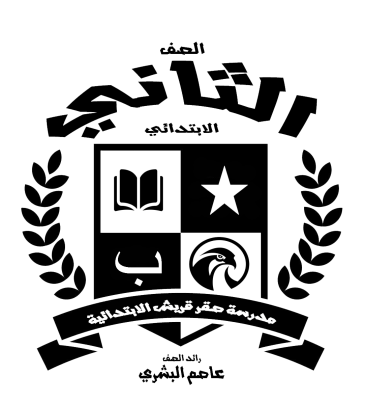 الصف
الثاني
الابتدائي
ب
مدرسة صقر قريش الابتدائية
رائد الصف
عاصم البشري